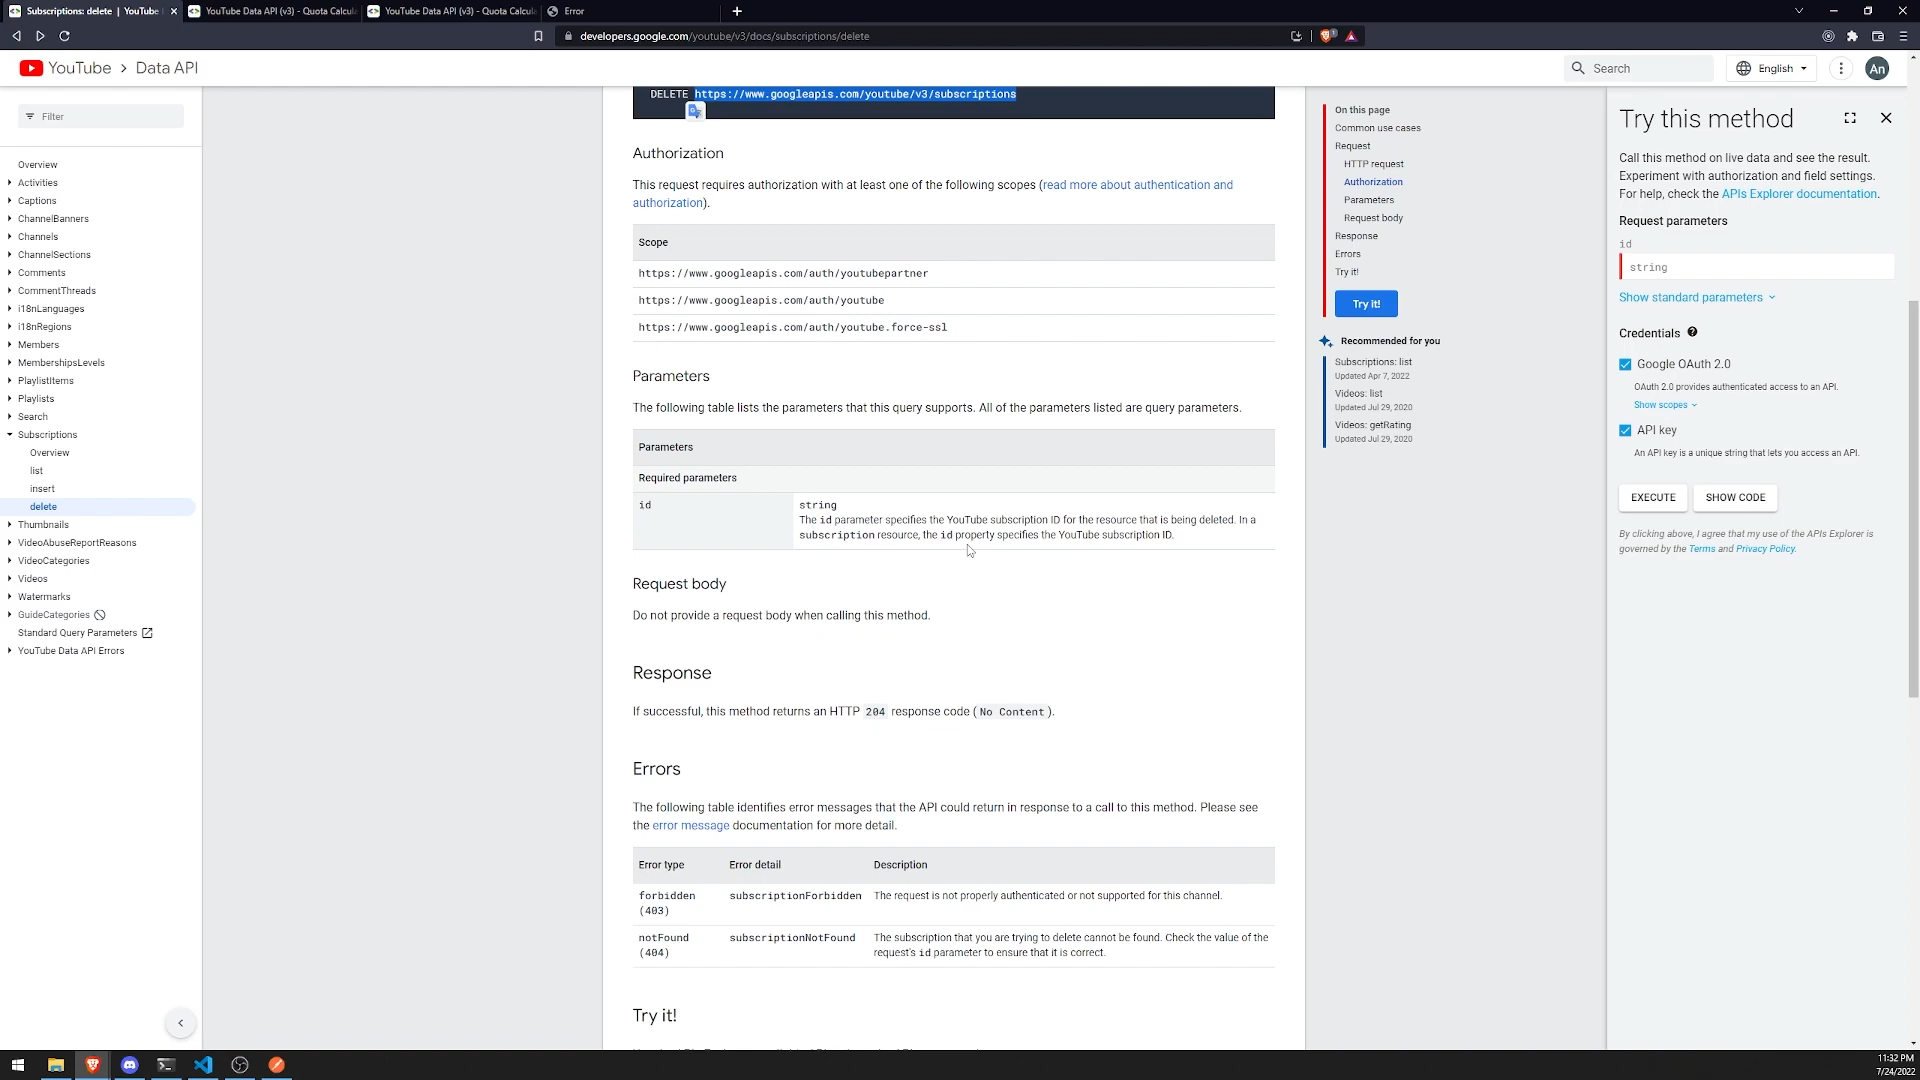 Subscriptions: delete | YouTube
YouTube Data API (v3) - Quota Calcula
YouTube Data API (v3) - Quota Calcula
Error
developers.google.com/youtube/v3/docs/subscriptions/delete
YouTube > Data API
Search
English
An
Filter
Overview
Activities
Captions
ChannelBanners
Channels
ChannelSections
Comments
CommentThreads
i18nLanguages
i18nRegions
Members
MembershipsLevels
PlaylistItems
Playlists
Search
Subscriptions
Overview
list
insert
delete
Thumbnails
VideoAbuseReportReasons
VideoCategories
Videos
Watermarks
GuideCategories
Standard Query Parameters
YouTube Data API Errors
DELETE https://www.googleapis.com/youtube/v3/subscriptions
Authorization
This request requires authorization with at least one of the following scopes (read more about authentication and
authorization).
Scope
https://www.googleapis.com/auth/youtubepartner
https://www.googleapis.com/auth/youtube
https://www.googleapis.com/auth/youtube.force-ssl
Parameters
The following table lists the parameters that this query supports. All of the parameters listed are query parameters.
Parameters
Required parameters
id
string
The id parameter specifies the YouTube subscription ID for the resource that is being deleted. In a
subscription resource, the id property specifies the YouTube subscription ID.
Request body
Do not provide a request body when calling this method.
Response
If successful, this method returns an HTTP 204 response code (No Content).
Errors
The following table identifies error messages that the API could return in response to a call to this method. Please see
the error message documentation for more detail.
Error type Error detail Description
forbidden (403) subscriptionForbidden The request is not properly authenticated or not supported for this channel.
notFound (404) subscriptionNotFound The subscription that you are trying to delete cannot be found. Check the value of the
request's id parameter to ensure that it is correct.
Try it!
On this page
Common use cases
Request
HTTP request
Authorization
Parameters
Request body
Response
Errors
Try it!
Try it!
Recommended for you
Subscriptions: list
Updated Apr 7, 2022
Videos: list
Updated Jul 29, 2020
Videos: getRating
Updated Jul 29, 2020
Try this method
Call this method on live data and see the result.
Experiment with authorization and field settings.
For help, check the APIs Explorer documentation.
Request parameters
id
string
Show standard parameters
Credentials
Google OAuth 2.0
OAuth 2.0 provides authenticated access to an API.
Show scopes
API key
An API key is a unique string that lets you access an API.
EXECUTE
SHOW CODE
By clicking above, I agree that my use of the APIs Explorer is
governed by the Terms and Privacy Policy.
11:32 PM
7/24/2022